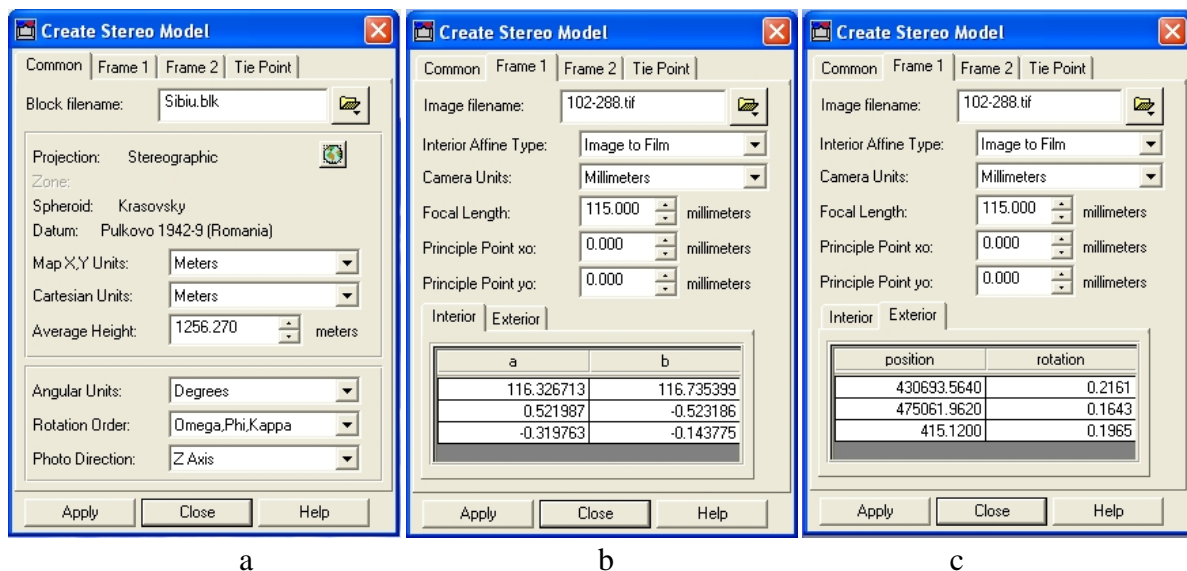 Create Stereo Model
Common Frame 1 Frame 2 Tie Point
Block filename: Sibiu.blk
Projection: Stereographic
Zone:
Spheroid: Krasovsky
Datum: Pulkovo 1942-9 (Romania)
Map X,Y Units: Meters
Cartesian Units: Meters
Average Height: 1256.270 meters
Angular Units: Degrees
Rotation Order: Omega,Phi,Kappa
Photo Direction: Z Axis
Apply Close Help
a
Create Stereo Model
Common Frame 1 Frame 2 Tie Point
Image filename: 102-288.tif
Interior Affine Type: Image to Film
Camera Units: Millimeters
Focal Length: 115.000 millimeters
Principle Point xo: 0.000 millimeters
Principle Point yo: 0.000 millimeters
Interior Exterior
a b
116.326713 116.735399
0.521987 -0.523186
-0.319763 -0.143775
Apply Close Help
b
Create Stereo Model
Common Frame 1 Frame 2 Tie Point
Image filename: 102-288.tif
Interior Affine Type: Image to Film
Camera Units: Millimeters
Focal Length: 115.000 millimeters
Principle Point xo: 0.000 millimeters
Principle Point yo: 0.000 millimeters
Interior Exterior
position rotation
430693.5640 0.2161
475061.9620 0.1643
415.1200 0.1965
Apply Close Help
c